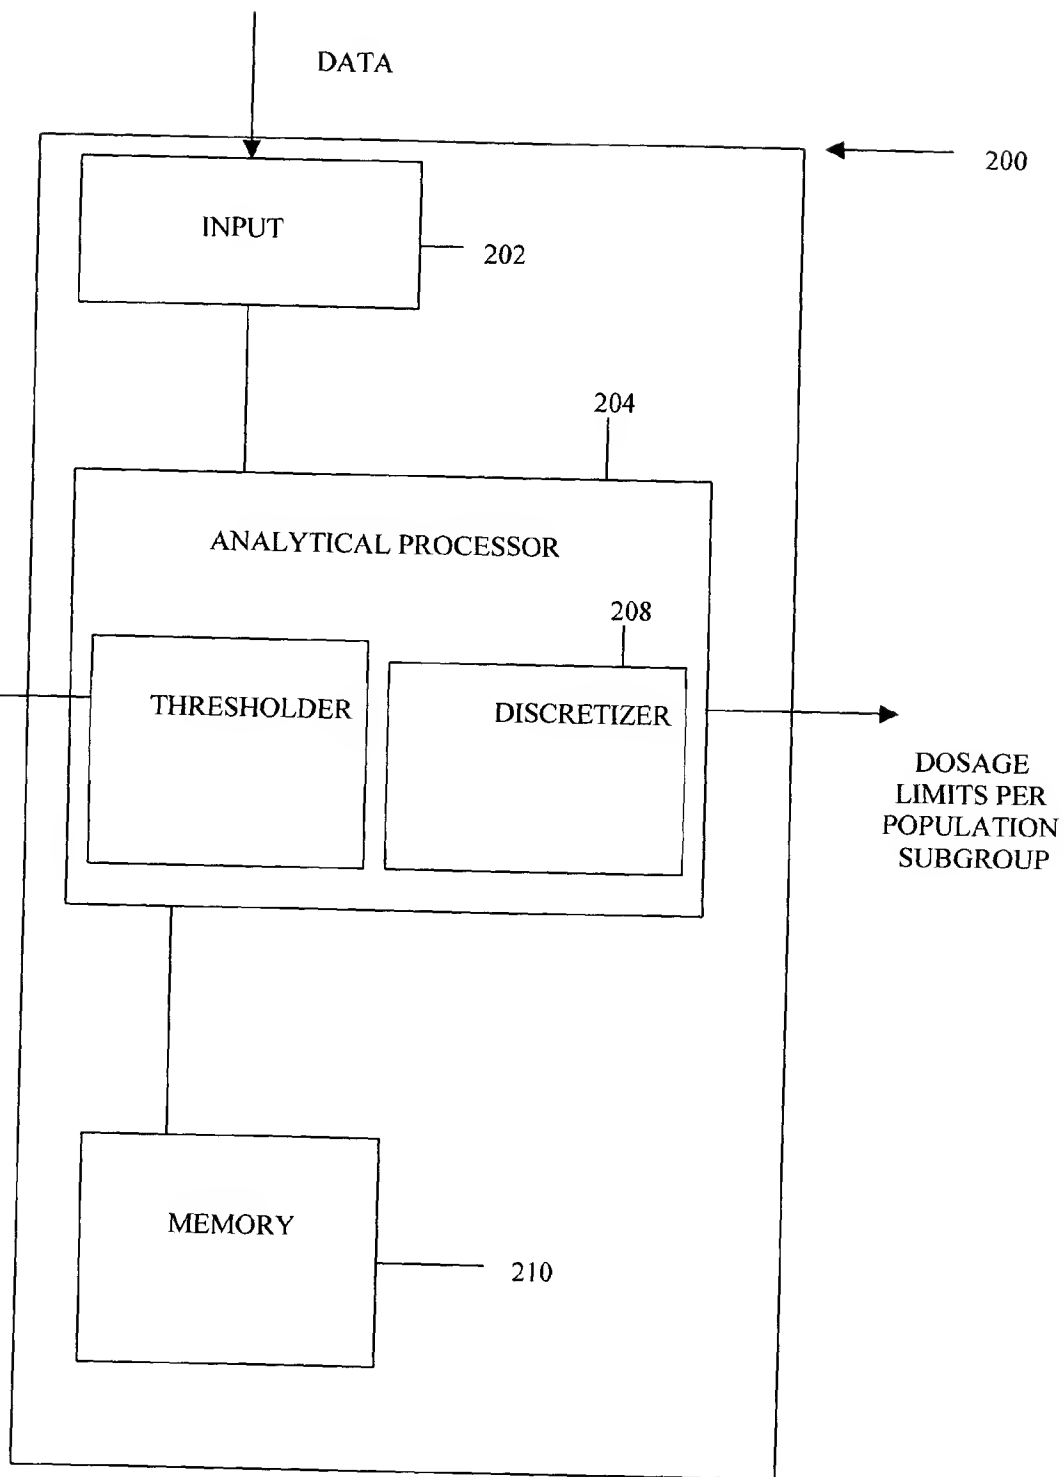 DATA
200
INPUT
202
204
ANALYTICAL PROCESSOR
208
THRESHOLDER
DISCRETIZER
DOSAGE
LIMITS PER
POPULATION
SUBGROUP
MEMORY
210